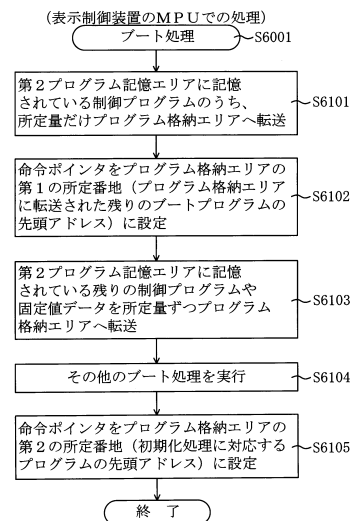 (表示制御装置のMPUでの処理)
ブート処理
S6001
第2プログラム記憶エリアに記憶
されている制御プログラムのうち、
所定量だけプログラム格納エリアへ転送
S6101
命令ポインタをプログラム格納エリアの
第1の所定番地(プログラム格納エリア
に転送された残りのブートプログラムの
先頭アドレス)に設定
S6102
第2プログラム記憶エリアに記憶
されている残りの制御プログラムや
固定値データを所定量ずつプログラム
格納エリアへ転送
S6103
その他のブート処理を実行
S6104
命令ポインタをプログラム格納エリアの
第2の所定番地(初期化処理に対応する
プログラムの先頭アドレス)に設定
S6105
終 了